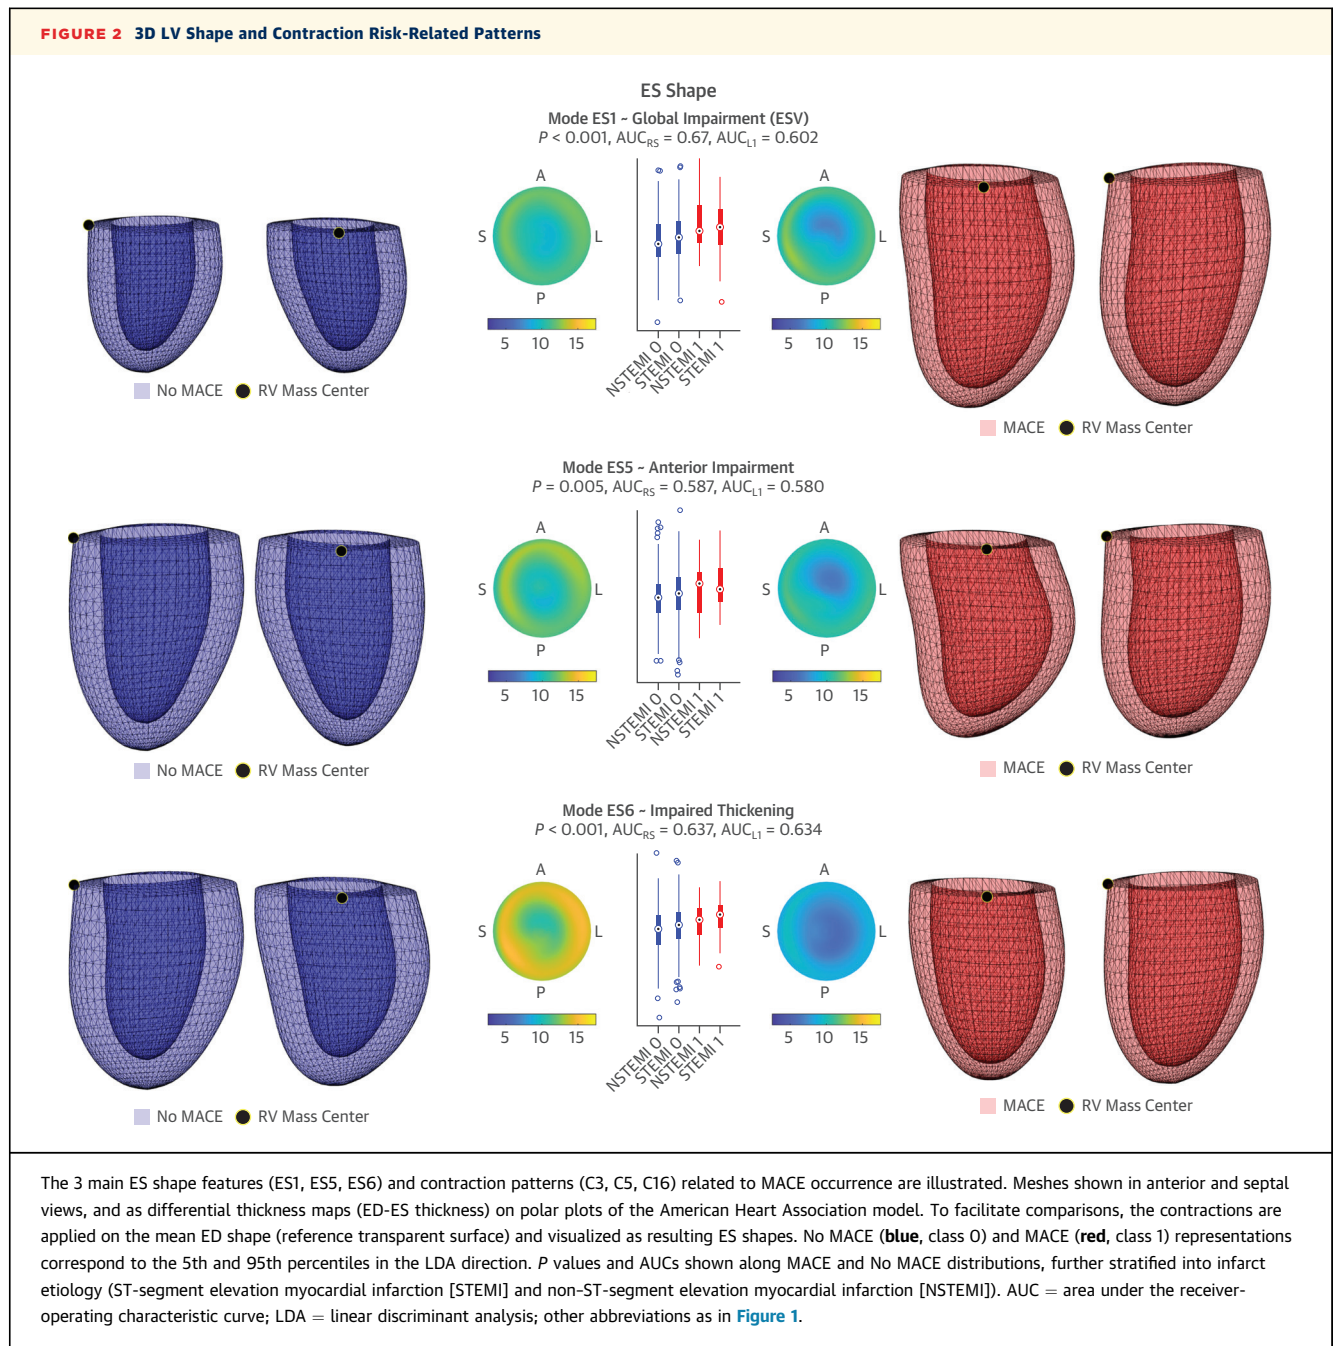 FIGURE 2 3D LV Shape and Contraction Risk-Related Patterns
ES Shape
Mode ES1 ~ Global Impairment (ESV)
P < 0.001, AUCRS = 0.67, AUCL1 = 0.602
A
S
L
P
5 10 15
NSTEMI 0
STEMI 0
NSTEMI 1
STEMI 1
A
S
L
P
5 10 15
No MACE RV Mass Center
MACE RV Mass Center
Mode ES5 ~ Anterior Impairment
P = 0.005, AUCRS = 0.587, AUCL1 = 0.580
A
S
L
P
5 10 15
NSTEMI 0
STEMI 0
NSTEMI 1
STEMI 1
A
S
L
P
5 10 15
No MACE RV Mass Center
MACE RV Mass Center
Mode ES6 ~ Impaired Thickening
P < 0.001, AUCRS = 0.637, AUCL1 = 0.634
A
S
L
P
5 10 15
NSTEMI 0
STEMI 0
NSTEMI 1
STEMI 1
A
S
L
P
5 10 15
No MACE RV Mass Center
MACE RV Mass Center
The 3 main ES shape features (ES1, ES5, ES6) and contraction patterns (C3, C5, C16) related to MACE occurrence are illustrated. Meshes shown in anterior and septal
views, and as differential thickness maps (ED-ES thickness) on polar plots of the American Heart Association model. To facilitate comparisons, the contractions are
applied on the mean ED shape (reference transparent surface) and visualized as resulting ES shapes. No MACE (blue, class 0) and MACE (red, class 1) representations
correspond to the 5th and 95th percentiles in the LDA direction. P values and AUCs shown along MACE and No MACE distributions, further stratified into infarct
etiology (ST-segment elevation myocardial infarction [STEMI] and non–ST-segment elevation myocardial infarction [NSTEMI]). AUC = area under the receiver-
operating characteristic curve; LDA = linear discriminant analysis; other abbreviations as in Figure 1.